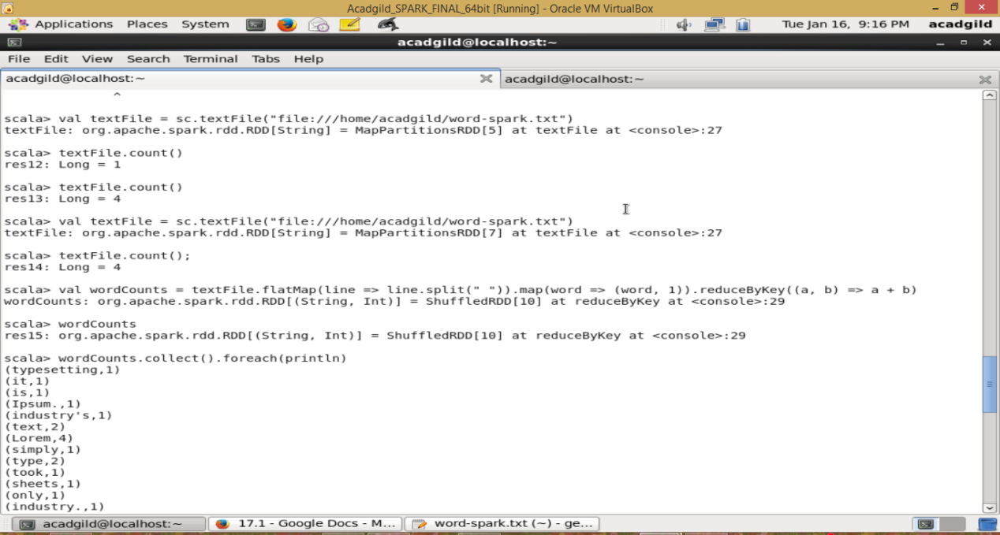 Acadgild_SPARK_FINAL_64bit [Running] - Oracle VM VirtualBox
Applications Places System Tue Jan 16, 9:16 PM acadgild
acadgild@localhost:~
File Edit View Search Terminal Tabs Help
acadgild@localhost:~ acadgild@localhost:~
^
scala> val textFile = sc.textFile("file:///home/acadgild/word-spark.txt")
textFile: org.apache.spark.rdd.RDD[String] = MapPartitionsRDD[5] at textFile at <console>:27
scala> textFile.count()
res12: Long = 1
scala> textFile.count()
res13: Long = 4
scala> val textFile = sc.textFile("file:///home/acadgild/word-spark.txt")
textFile: org.apache.spark.rdd.RDD[String] = MapPartitionsRDD[7] at textFile at <console>:27
scala> textFile.count();
res14: Long = 4
scala> val wordCounts = textFile.flatMap(line => line.split(" ")).map(word => (word, 1)).reduceByKey((a, b) => a + b)
wordCounts: org.apache.spark.rdd.RDD[(String, Int)] = ShuffledRDD[10] at reduceByKey at <console>:29
scala> wordCounts
res15: org.apache.spark.rdd.RDD[(String, Int)] = ShuffledRDD[10] at reduceByKey at <console>:29
scala> wordCounts.collect().foreach(println)
(typesetting,1)
(it,1)
(is,1)
(Ipsum.,1)
(industry's,1)
(text,2)
(Lorem,4)
(simply,1)
(type,2)
(took,1)
(sheets,1)
(only,1)
(industry.,1)
acadgild@localhost:~ 17.1 - Google Docs - M... word-spark.txt (~) - ge...